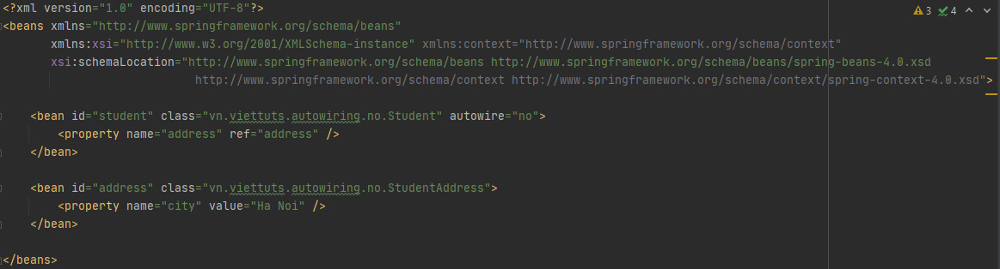 <?xml version="1.0" encoding="UTF-8"?>
3 4
<beans xmlns="http://www.springframework.org/schema/beans"
xmlns:xsi="http://www.w3.org/2001/XMLSchema-instance" xmlns:context="http://www.springframework.org/schema/context"
xsi:schemaLocation="http://www.springframework.org/schema/beans http://www.springframework.org/schema/beans/spring-beans-4.0.xsd
http://www.springframework.org/schema/context http://www.springframework.org/schema/context/spring-context-4.0.xsd">
<bean id="student" class="vn.viettuts.autowiring.no.Student" autowire="no">
<property name="address" ref="address" />
</bean>
<bean id="address" class="vn.viettuts.autowiring.no.StudentAddress">
<property name="city" value="Ha Noi" />
</bean>
</beans>